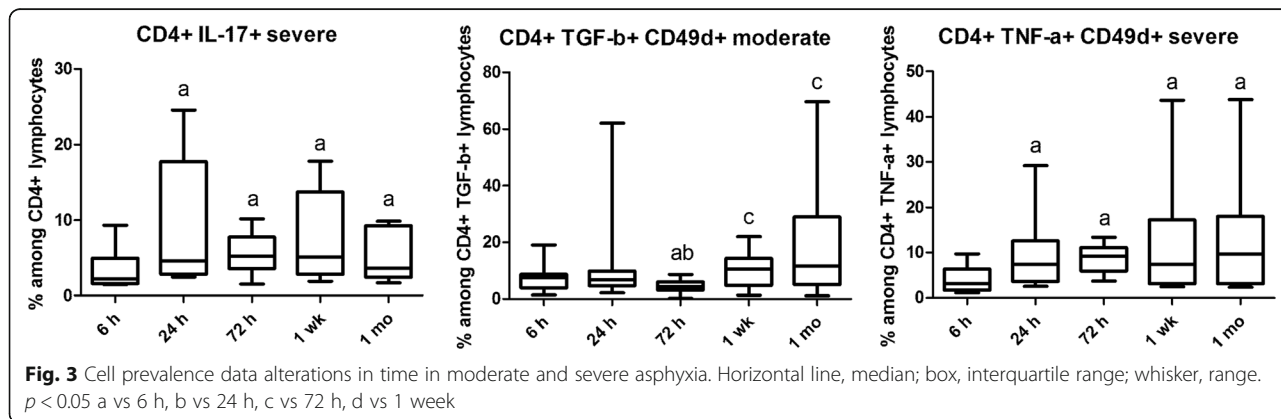 CD4+ IL-17+ severe
% among CD4+ lymphocytes
30
20
10
0
a
a
a
a
6 h
24 h
72 h
1 wk
1 mo
CD4+ TGF-b+ CD49d+ moderate
% among CD4+ TGF-b+ lymphocytes
80
60
40
20
0
ab
c
c
6 h
24 h
72 h
1 wk
1 mo
CD4+ TNF-a+ CD49d+ severe
% among CD4+ TNF-a+ lymphocytes
50
40
30
20
10
0
a
a
a
a
6 h
24 h
72 h
1 wk
1 mo
Fig. 3 Cell prevalence data alterations in time in moderate and severe asphyxia. Horizontal line, median; box, interquartile range; whisker, range.
p < 0.05 a vs 6 h, b vs 24 h, c vs 72 h, d vs 1 week